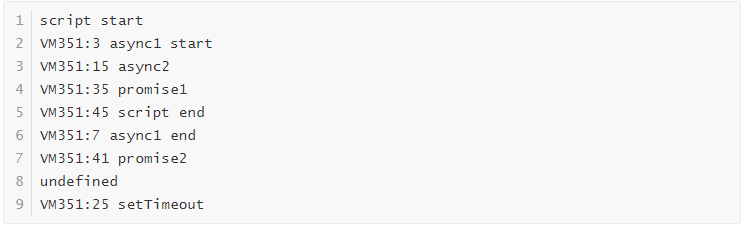 1 script start
2 VM351:3 async1 start
3 VM351:15 async2
4 VM351:35 promise1
5 VM351:45 script end
6 VM351:7 async1 end
7 VM351:41 promise2
8 undefined
9 VM351:25 setTimeout